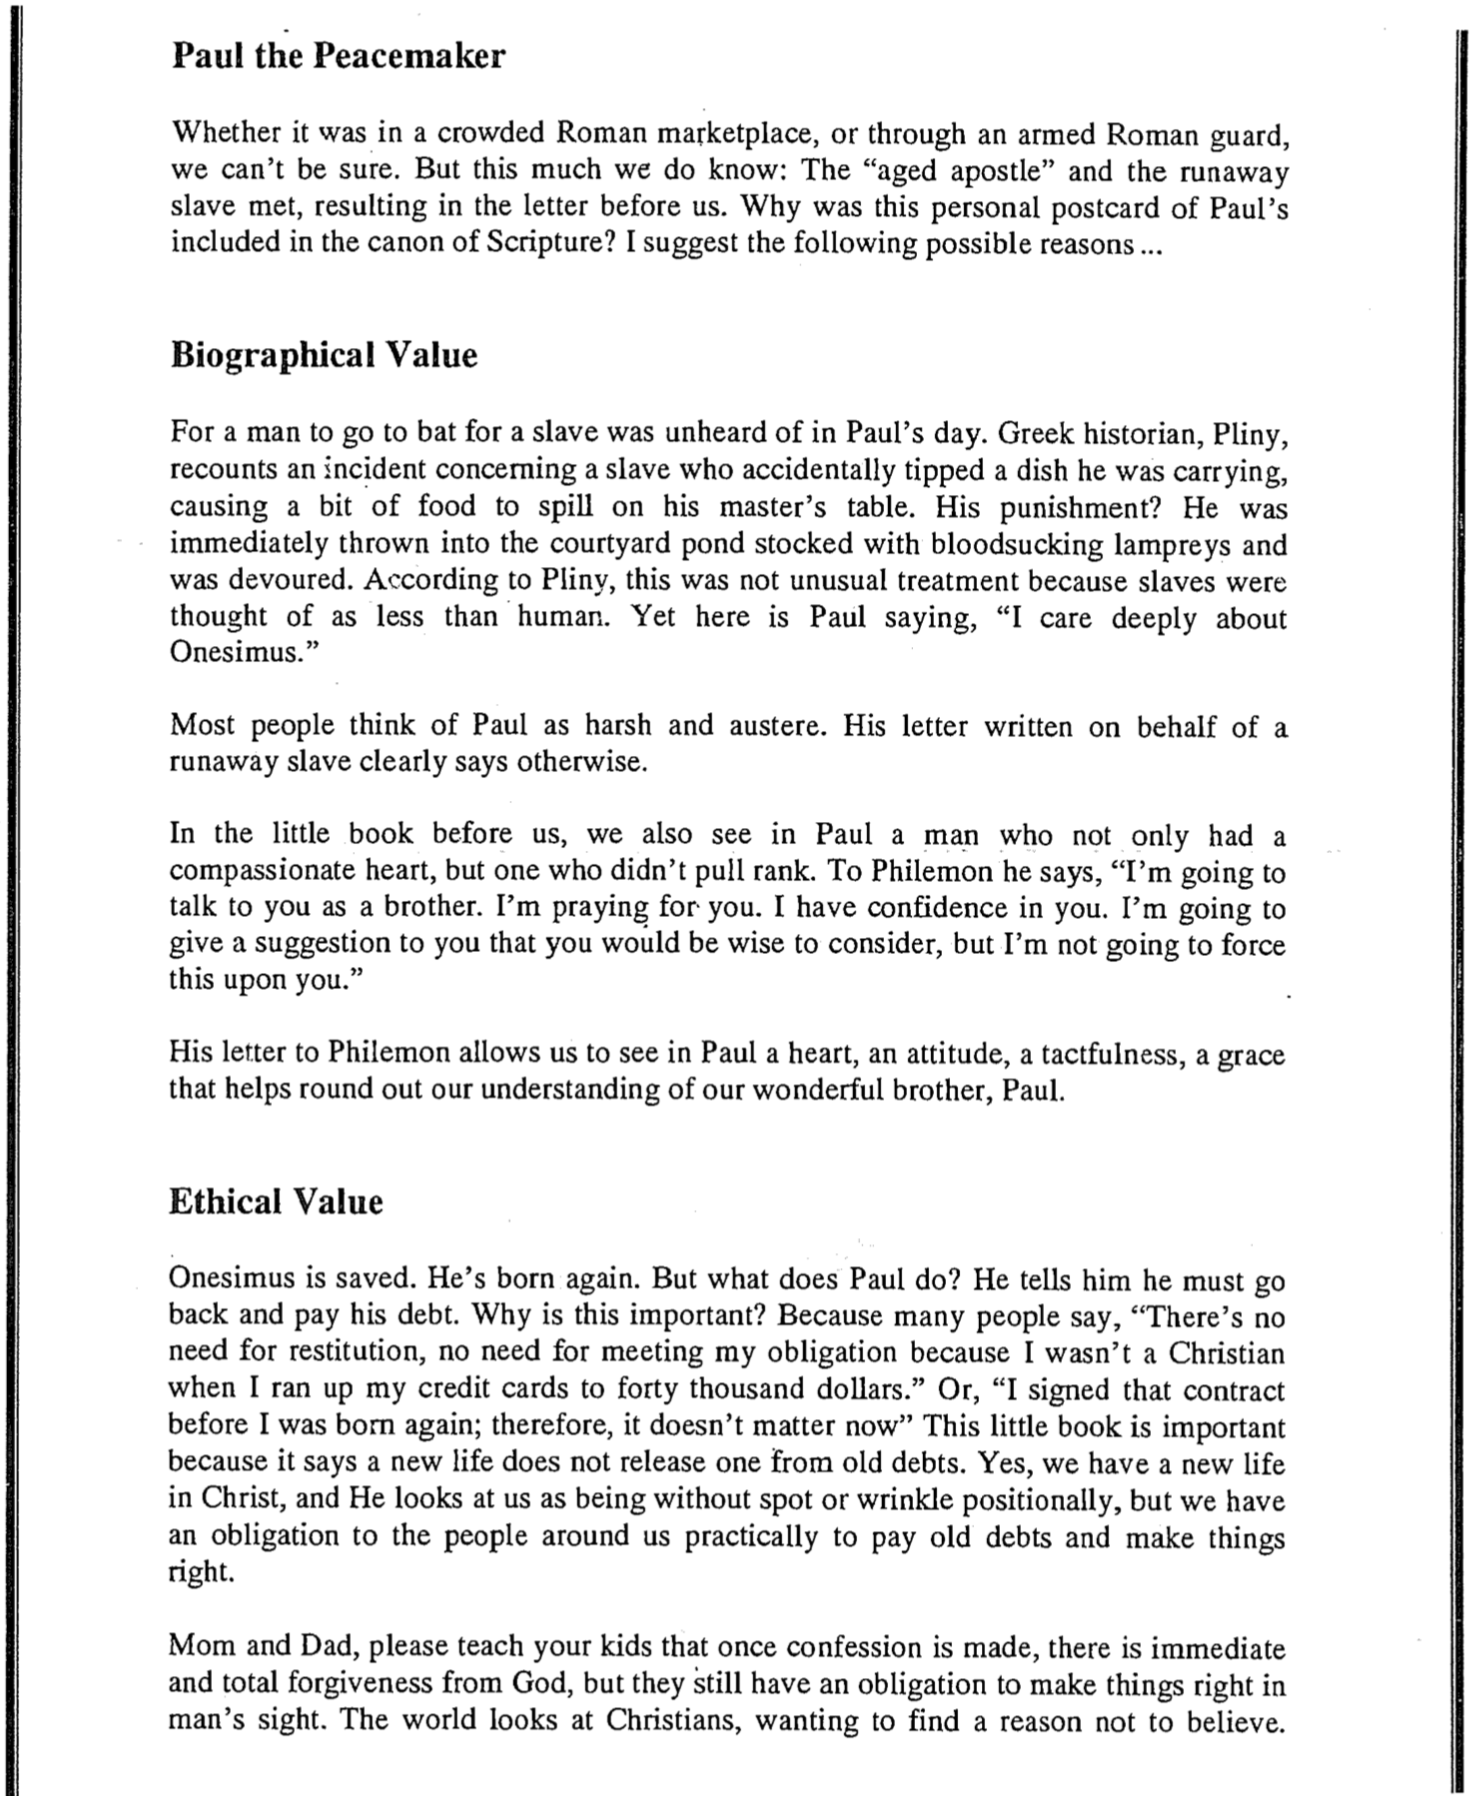 Paul the Peacemaker
Whether it was in a crowded Roman marketplace, or through an armed Roman guard,
we can't be sure. But this much we do know: The “aged apostle” and the runaway
slave met, resulting in the letter before us. Why was this personal postcard of Paul's
included in the canon of Scripture? I suggest the following possible reasons ...
Biographical Value
For a man to go to bat for a slave was unheard of in Paul's day. Greek historian, Pliny,
recounts an incident concerning a slave who accidentally tipped a dish he was carrying,
causing a bit of food to spill on his master's table. His punishment? He was
immediately thrown into the courtyard pond stocked with bloodsucking lampreys and
was devoured. According to Pliny, this was not unusual treatment because slaves were
thought of as less than human. Yet here is Paul saying, “I care deeply about
Onesimus.”
Most people think of Paul as harsh and austere. His letter written on behalf of a
runaway slave clearly says otherwise.
In the little book before us, we also see in Paul a man who not only had a
compassionate heart, but one who didn't pull rank. To Philemon he says, “I'm going to
talk to you as a brother. I'm praying for you. I have confidence in you. I'm going to
give a suggestion to you that you would be wise to consider, but I'm not going to force
this upon you.”
His letter to Philemon allows us to see in Paul a heart, an attitude, a tactfulness, a grace
that helps round out our understanding of our wonderful brother, Paul.
Ethical Value
Onesimus is saved. He's born again. But what does Paul do? He tells him he must go
back and pay his debt. Why is this important? Because many people say, “There's no
need for restitution, no need for meeting my obligation because I wasn't a Christian
when I ran up my credit cards to forty thousand dollars.” Or, “I signed that contract
before I was born again; therefore, it doesn't matter now” This little book is important
because it says a new life does not release one from old debts. Yes, we have a new life
in Christ, and He looks at us as being without spot or wrinkle positionally, but we have
an obligation to the people around us practically to pay old debts and make things
right.
Mom and Dad, please teach your kids that once confession is made, there is immediate
and total forgiveness from God, but they still have an obligation to make things right in
man's sight. The world looks at Christians, wanting to find a reason not to believe.